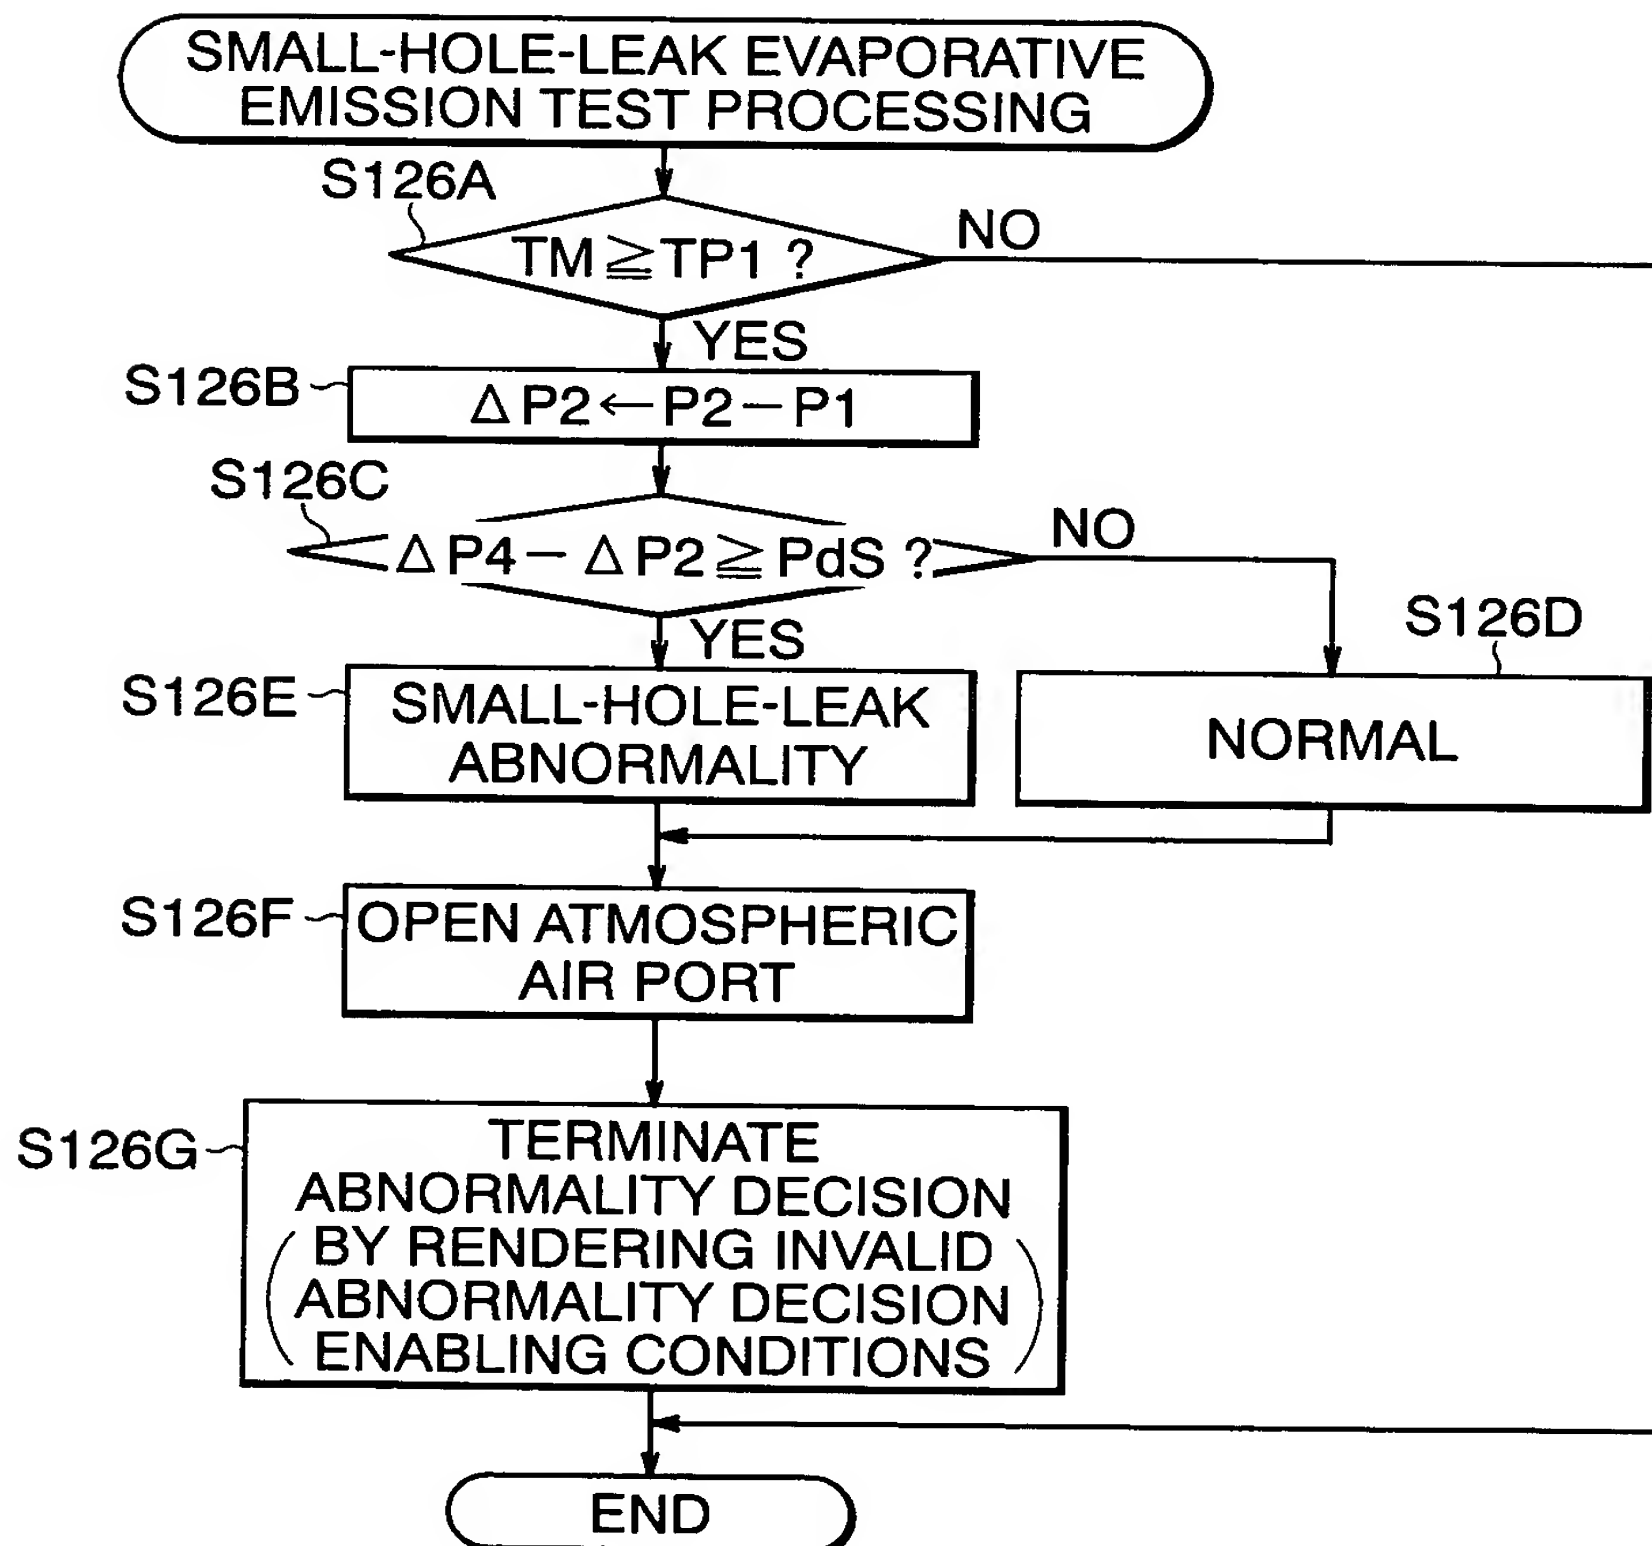 SMALL-HOLE-LEAK EVAPORATIVE
EMISSION TEST PROCESSING
S126A
TM≧TP1 ?
NO
YES
S126B
ΔP2←P2−P1
S126C
ΔP4−ΔP2≧PdS ?
NO
YES
S126D
S126E
SMALL-HOLE-LEAK
ABNORMALITY
NORMAL
S126F
OPEN ATMOSPHERIC
AIR PORT
S126G
TERMINATE
ABNORMALITY DECISION
(BY RENDERING INVALID
ABNORMALITY DECISION
ENABLING CONDITIONS)
END